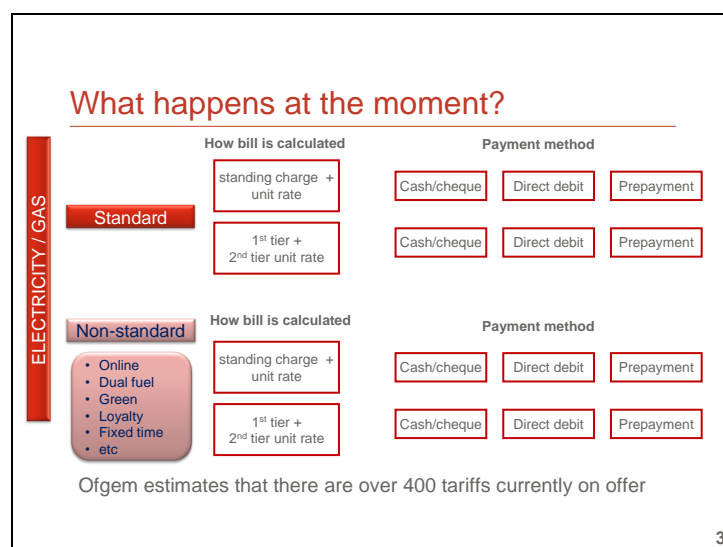 What happens at the moment?
ELECTRICITY / GAS
How bill is calculated
Payment method
Standard
standing charge +
unit rate
Cash/cheque
Direct debit
Prepayment
1st tier +
2nd tier unit rate
Cash/cheque
Direct debit
Prepayment
Non-standard
How bill is calculated
Payment method
• Online
• Dual fuel
• Green
• Loyalty
• Fixed time
• etc
standing charge +
unit rate
Cash/cheque
Direct debit
Prepayment
1st tier +
2nd tier unit rate
Cash/cheque
Direct debit
Prepayment
Ofgem estimates that there are over 400 tariffs currently on offer
3